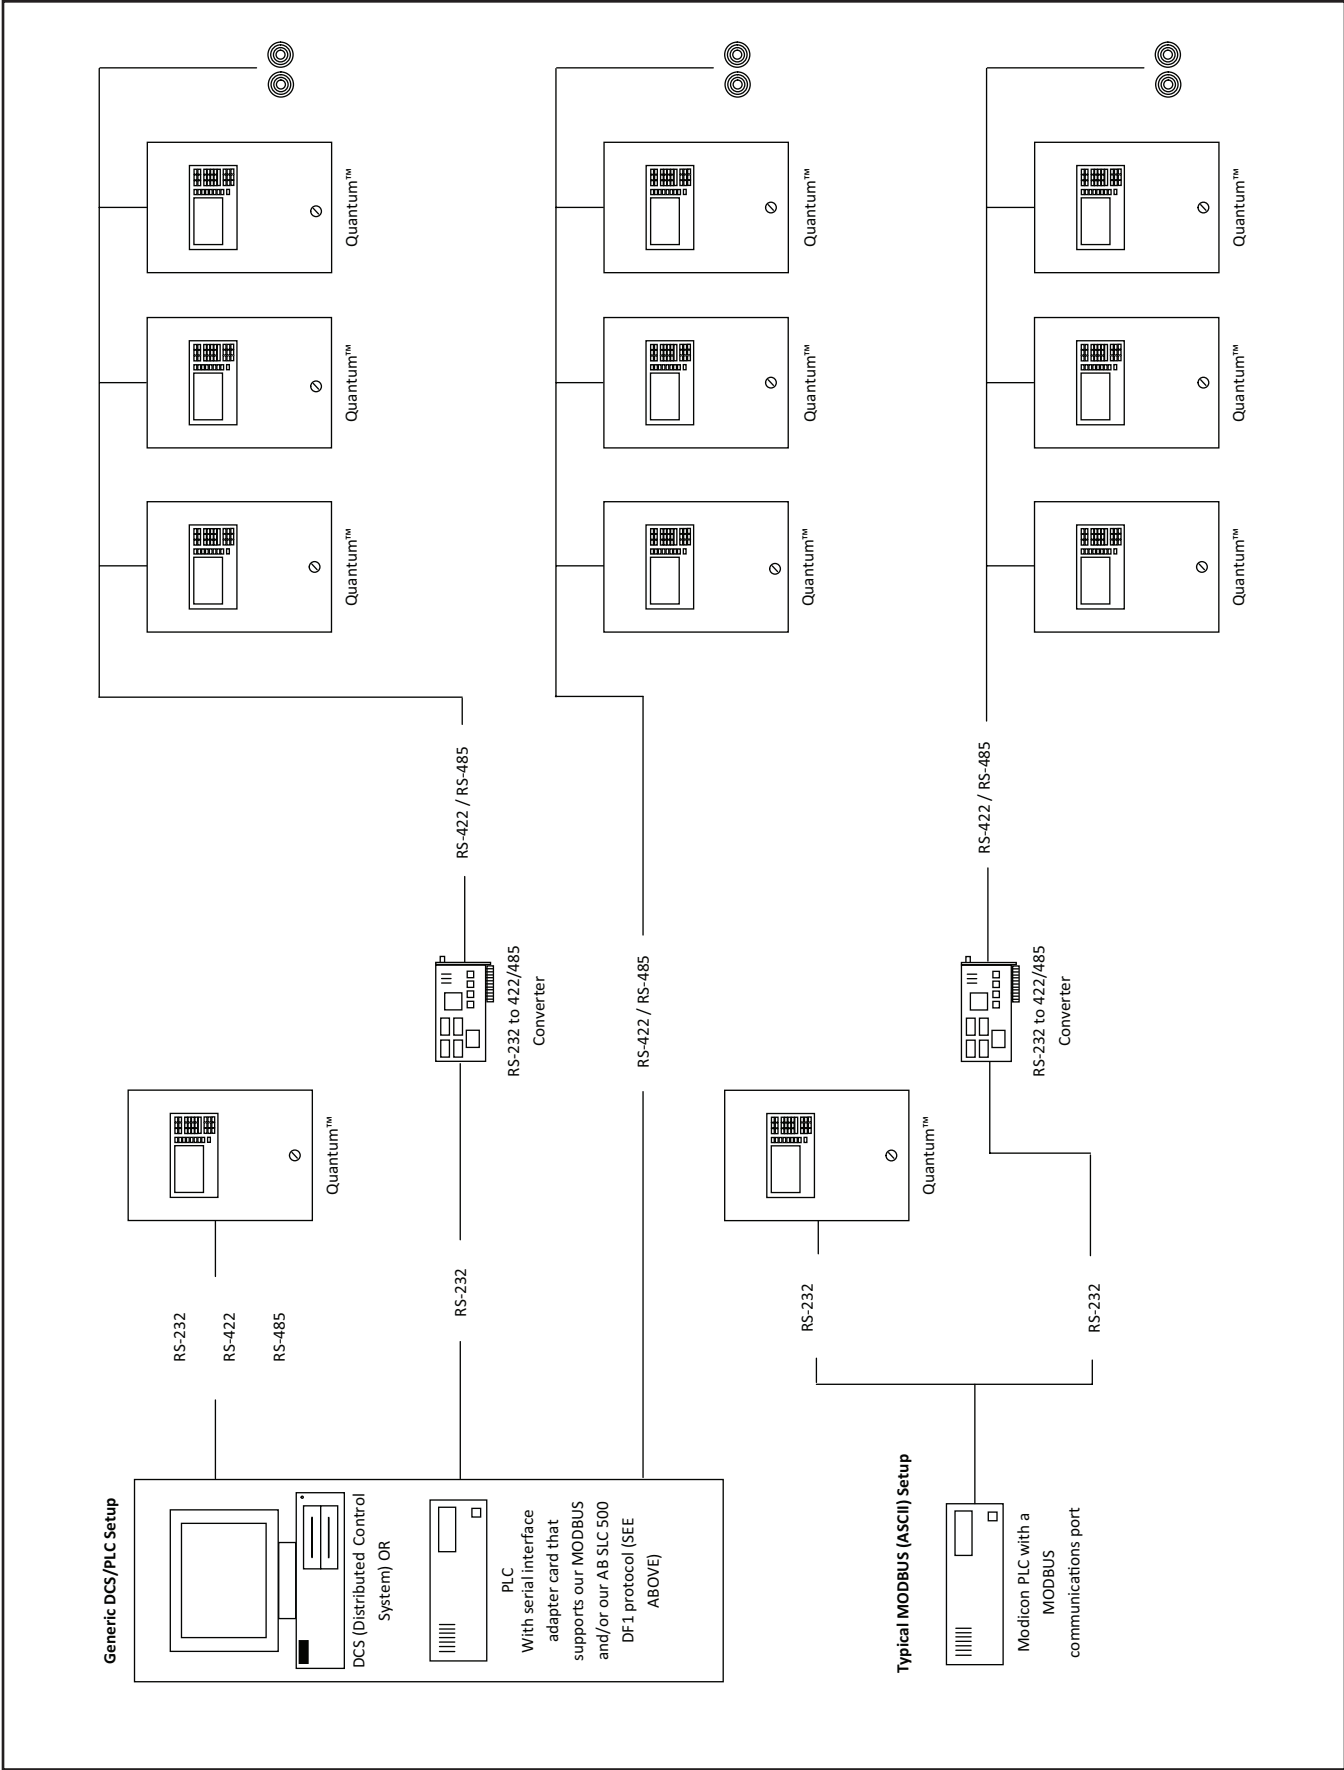 Generic DCS/PLC Setup
DCS (Distributed Control
System) OR
PLC
With serial interface
adapter card that
supports our MODBUS
and/or our AB SLC 500
DF1 protocol (SEE
ABOVE)
RS-232
RS-422
RS-485
Quantum™
RS-232
RS-232 to 422/485
Converter
RS-422 / RS-485
Quantum™
Quantum™
Quantum™
RS-422 / RS-485
Quantum™
Quantum™
Quantum™
Typical MODBUS (ASCII) Setup
Modicon PLC with a
MODBUS
communications port
RS-232
Quantum™
RS-232
RS-232 to 422/485
Converter
RS-422 / RS-485
Quantum™
Quantum™
Quantum™